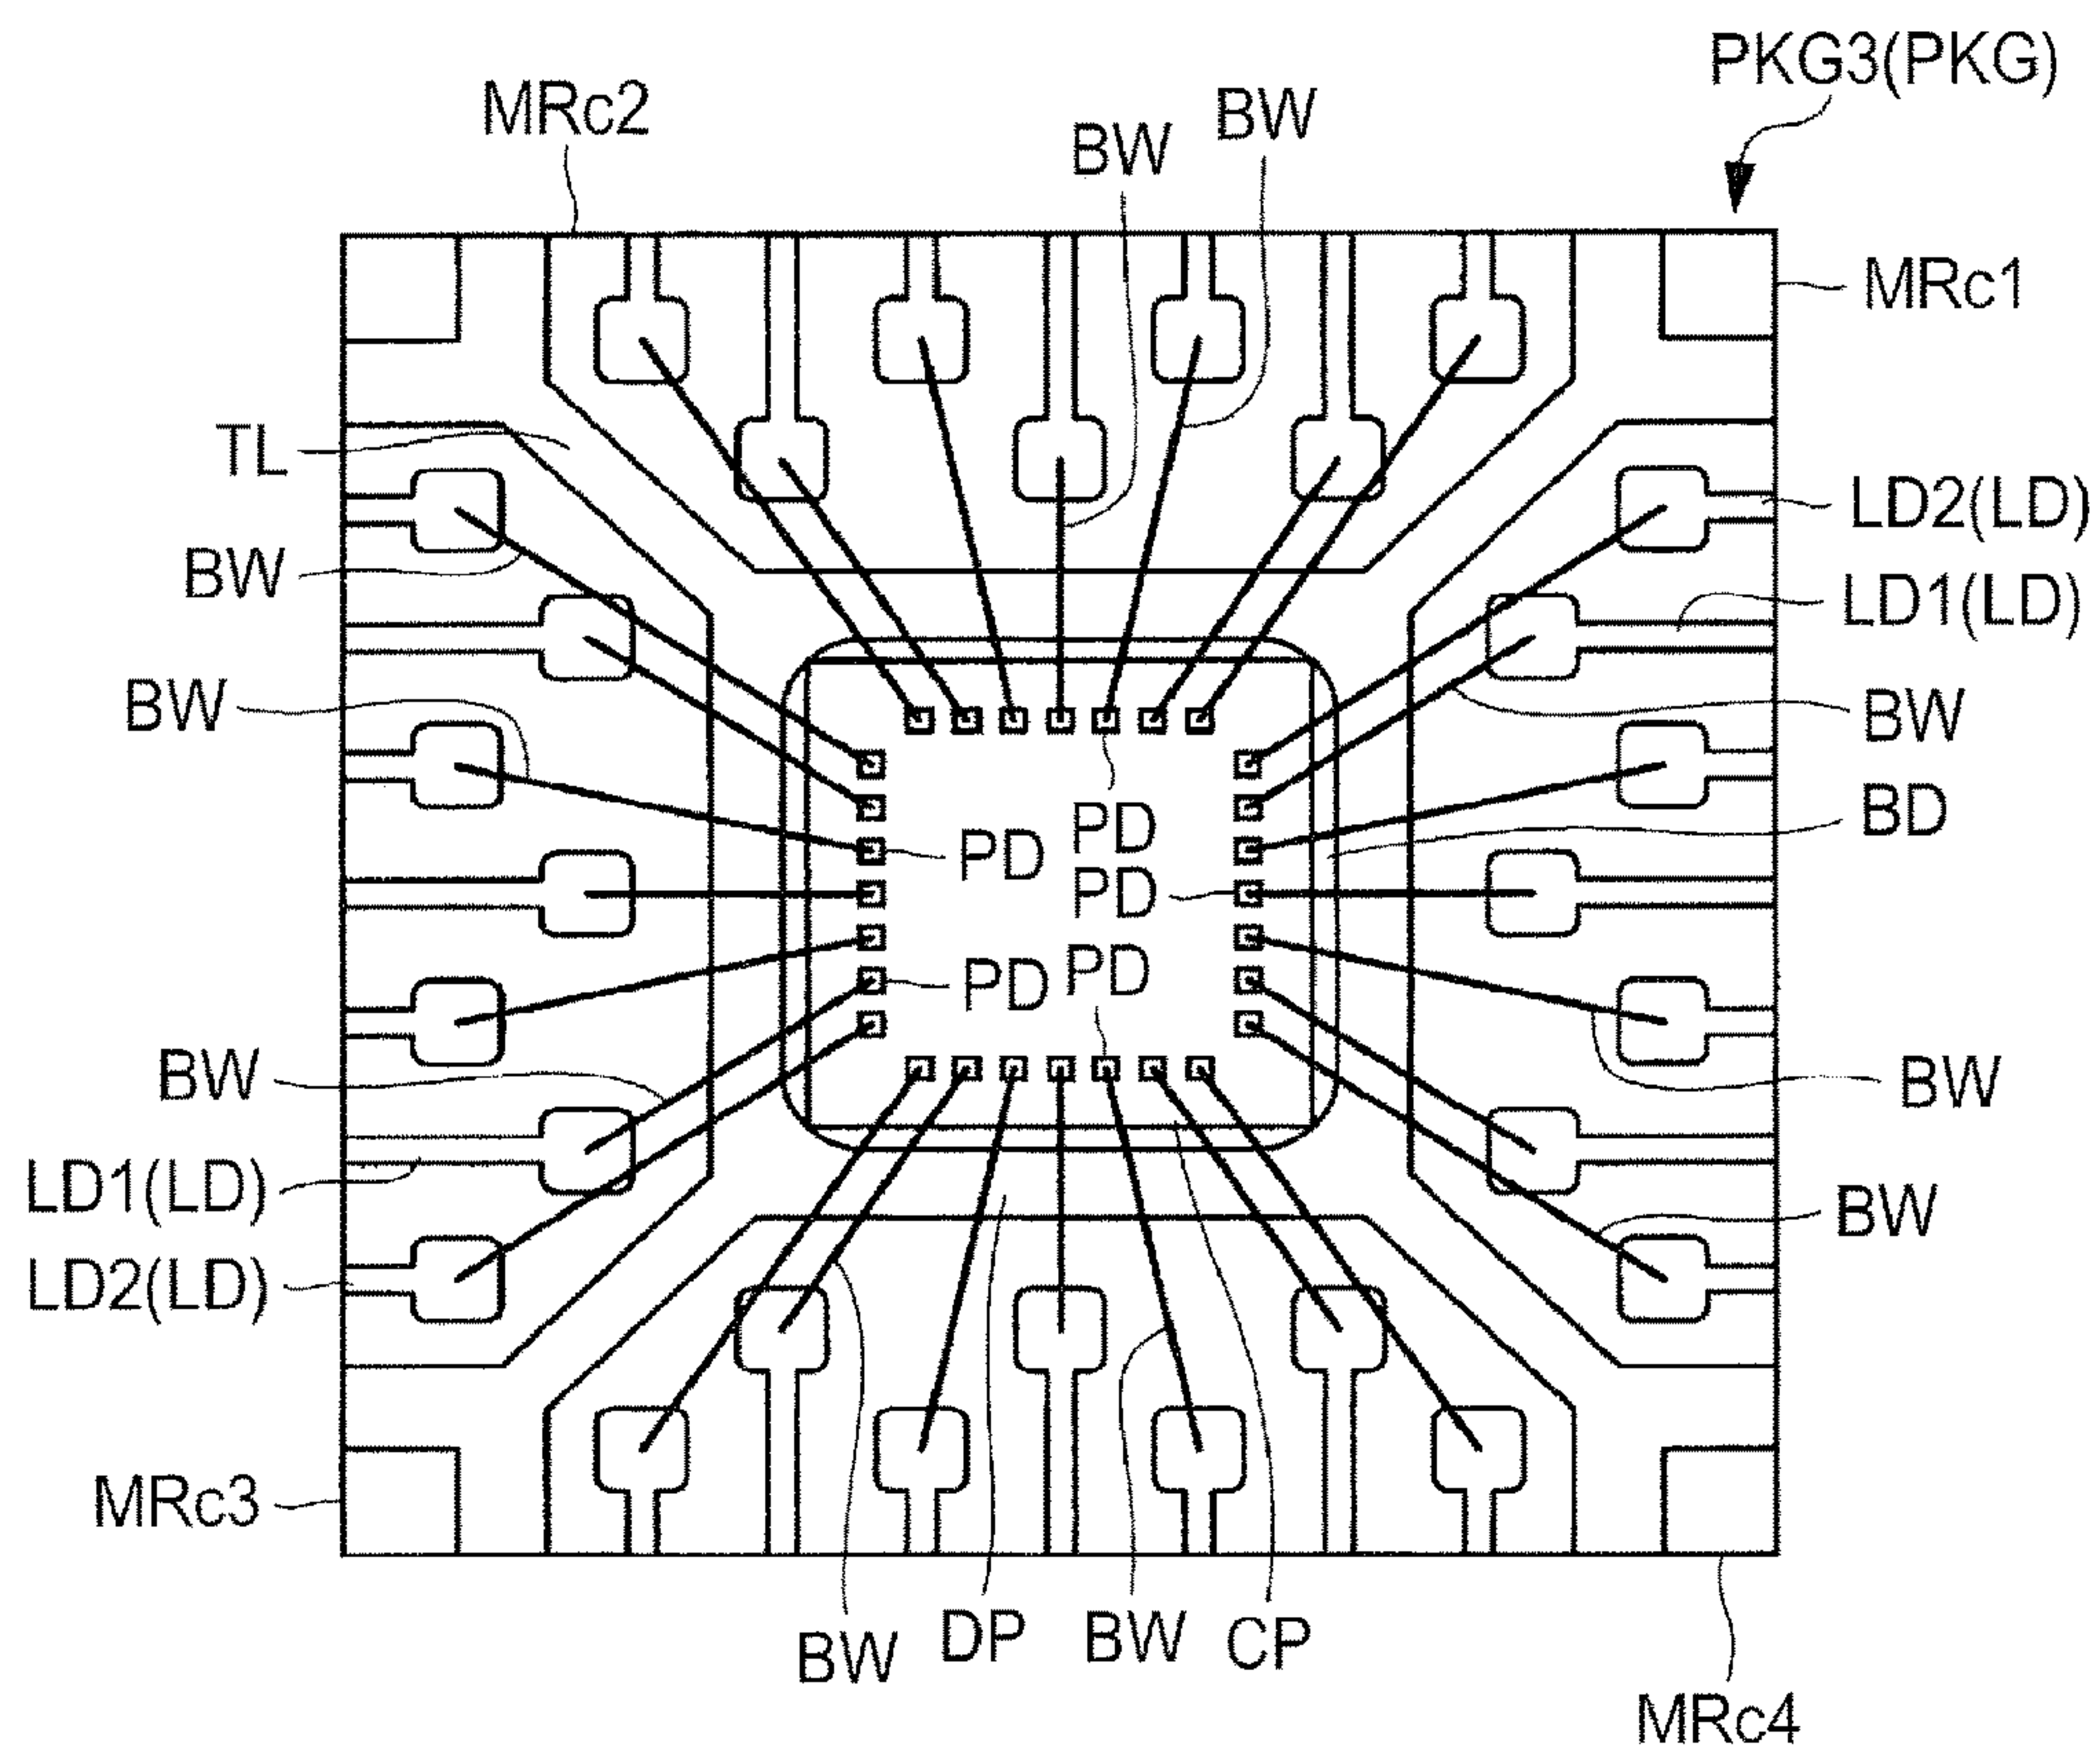 PKG3(PKG)
MRc2
BW
BW
MRc1
TL
LD2(LD)
BW
LD1(LD)
BW
BW
PD
BD
PD
PD
PD
PD
BW
BW
LD1(LD)
BW
LD2(LD)
MRc3
BW
DP
BW
CP
MRc4